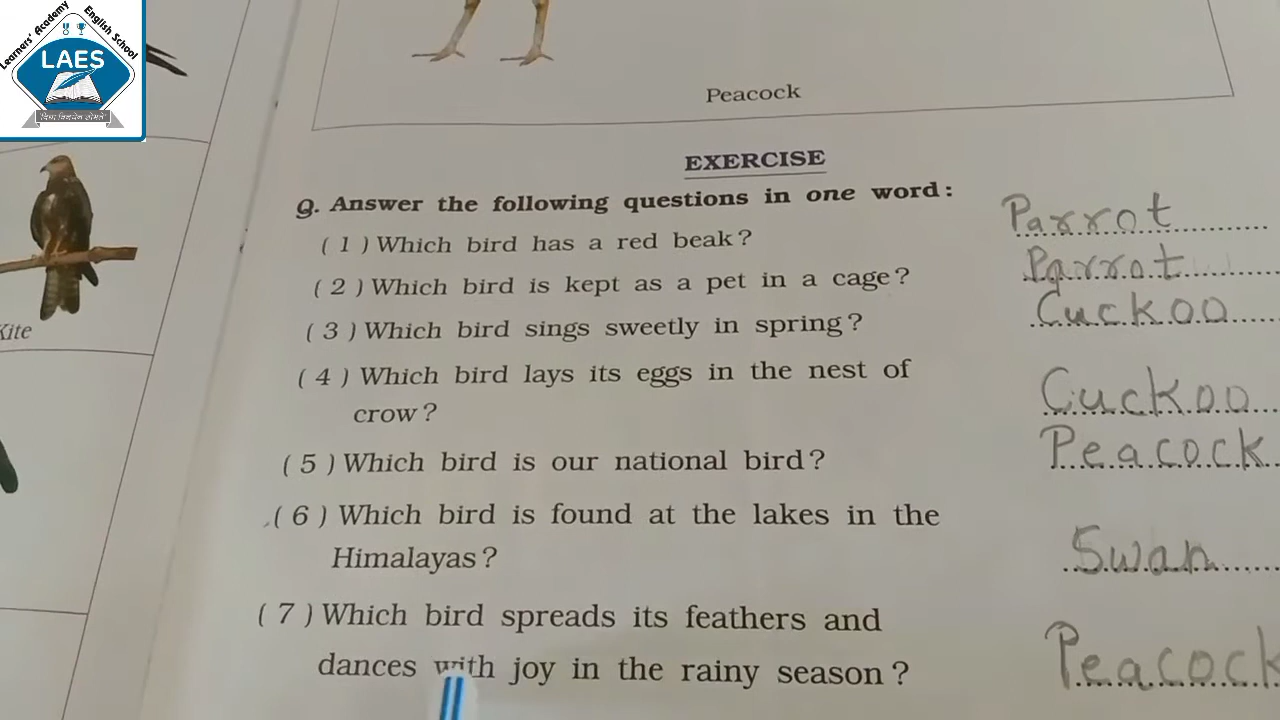 Learners' Academy English School
LAES
Peacock
EXERCISE
Q. Answer the following questions in one word:
( 1 ) Which bird has a red beak? Parrot
( 2 ) Which bird is kept as a pet in a cage? Parrot
( 3 ) Which bird sings sweetly in spring? Cuckoo
( 4 ) Which bird lays its eggs in the nest of
crow? Cuckoo
( 5 ) Which bird is our national bird? Peacock
( 6 ) Which bird is found at the lakes in the
Himalayas? Swan
( 7 ) Which bird spreads its feathers and
dances with joy in the rainy season? Peacock
Kite